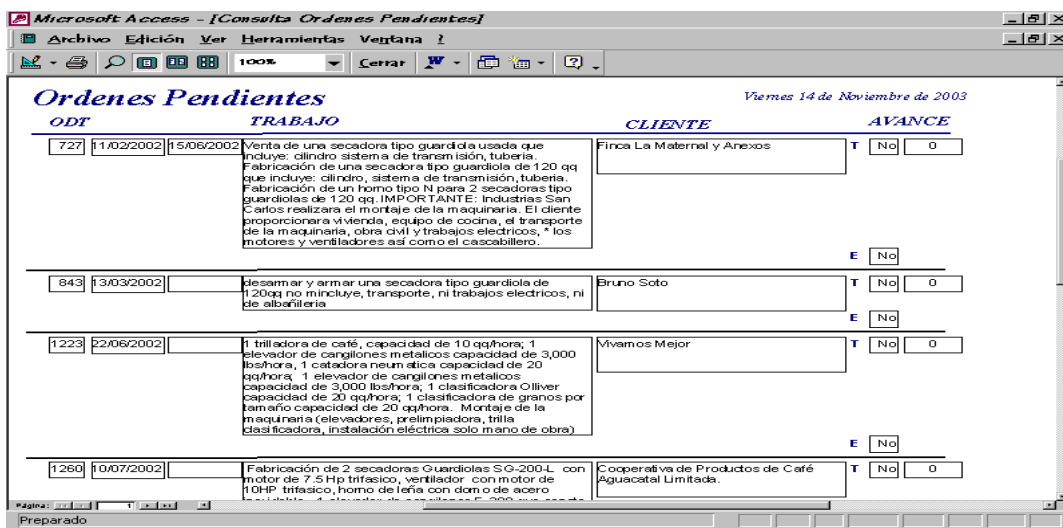 Microsoft Access - [Consulta Ordenes Pendientes]
Archivo Edición Ver Herramientas Ventana ?
100% Cerrar
Ordenes Pendientes
Viernes 14 de Noviembre de 2003
ODT TRABAJO CLIENTE AVANCE
727 11/02/2002 15/06/2002 Venta de una secadora tipo guardiola usada que Finca La Maternal y Anexos T No 0
incluye: cilindro sistema de transmisión, tuberia.
Fabricación de una secadora tipo guardiola de 120 qq
que incluye: cilindro, sistema de transmisión, tuberia.
Fabricación de un horno tipo N para 2 secadoras tipo
guardiolas de 120 qq. IMPORTANTE: Industrias San
Carlos realizara el montaje de la maquinaria. El cliente
proporcionara vivienda, equipo de cocina, el transporte
de la maquinaria, obra civil y trabajos electricos, * los
motores y ventiladores así como el cascabillero.
E No
843 13/03/2002 desarmar y armar una secadora tipo guardiola de Bruno Soto T No 0
120qq no mincluye, transporte, ni trabajos electricos, ni
de albañileria
E No
1223 22/06/2002 1 trilladora de café, capacidad de 10 qq/hora; 1 Vivamos Mejor T No 0
elevador de cangilones metalicos capacidad de 3,000
lbs/hora, 1 catadora neumatica capacidad de 20
qq/hora; 1 elevador de cangilones metalicos
capacidad de 3,000 lbs/hora; 1 clasificadora Olliver
capacidad de 20 qq/hora; 1 clasificadora de granos por
tamaño capacidad de 20 qq/hora. Montaje de la
maquinaria (elevadores, prelimpiadora, trilla
clasificadora, instalación eléctrica solo mano de obra)
E No
1260 10/07/2002 Fabricación de 2 secadoras Guardiolas SG-200-L con Cooperativa de Productos de Café T No 0
motor de 7.5 Hp trifasico, ventilador con motor de Aguacatal Limitada.
10HP trifasico, horno de leña con domo de acero
Página: 1
Preparado